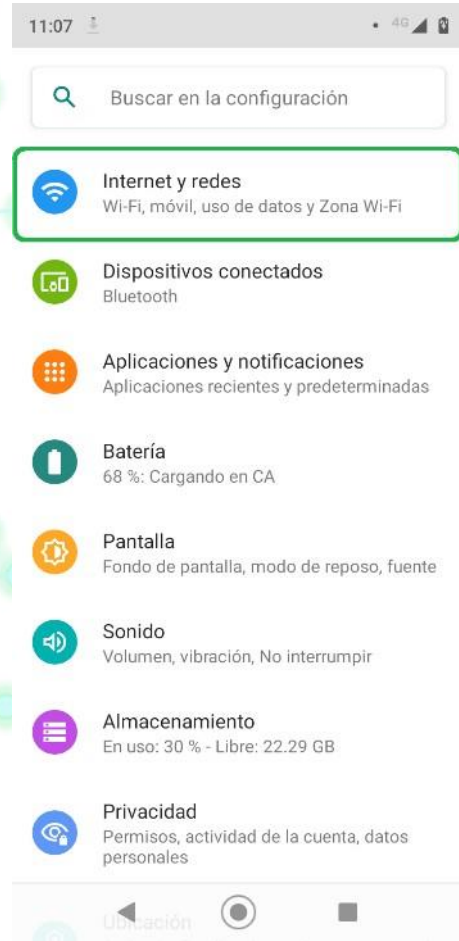 11:07
4G
Buscar en la configuración
Internet y redes
Wi-Fi, móvil, uso de datos y Zona Wi-Fi
Dispositivos conectados
Bluetooth
Aplicaciones y notificaciones
Aplicaciones recientes y predeterminadas
Batería
68 %: Cargando en CA
Pantalla
Fondo de pantalla, modo de reposo, fuente
Sonido
Volumen, vibración, No interrumpir
Almacenamiento
En uso: 30 % - Libre: 22.29 GB
Privacidad
Permisos, actividad de la cuenta, datos
personales
Ubicación